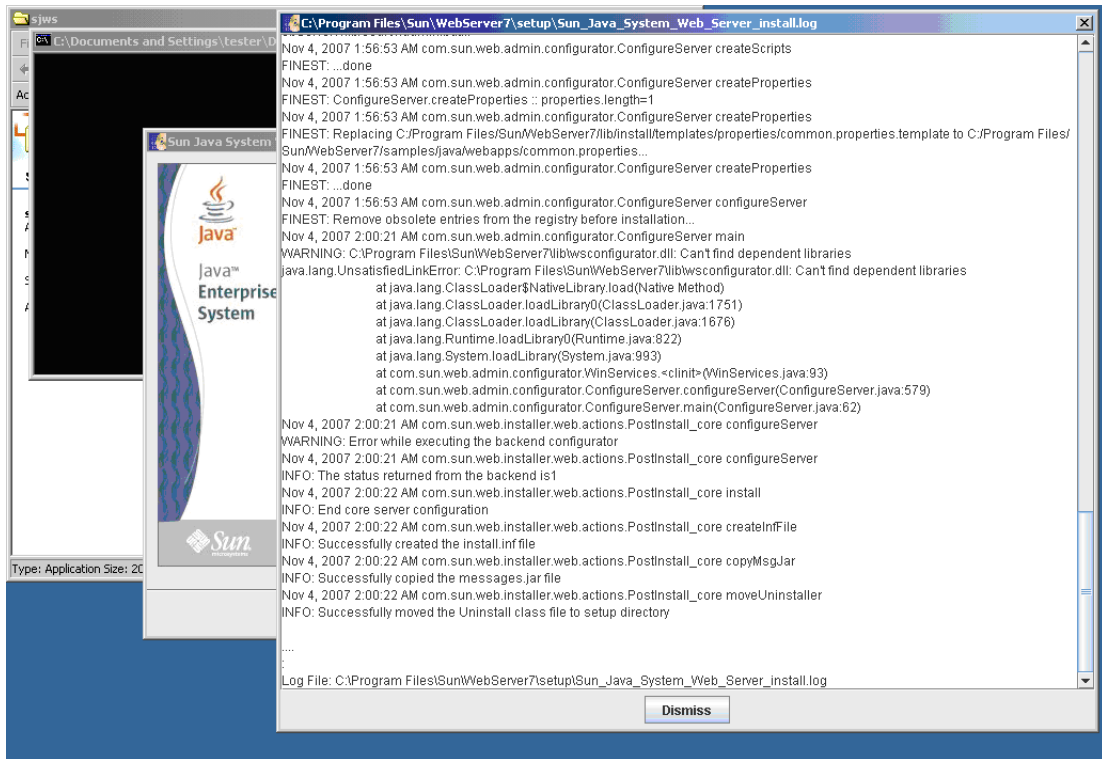 sjws
C:\Documents and Settings\tester\D
Ac
Sun Java System
Java
Java™
Enterprise
System
Sun
microsystems
Type: Application Size: 20
C:\Program Files\Sun\WebServer7\setup\Sun_Java_System_Web_Server_install.log
Nov 4, 2007 1:56:53 AM com.sun.web.admin.configurator.ConfigureServer createScripts
FINEST: ...done
Nov 4, 2007 1:56:53 AM com.sun.web.admin.configurator.ConfigureServer createProperties
FINEST: ConfigureServer.createProperties :: properties.length=1
Nov 4, 2007 1:56:53 AM com.sun.web.admin.configurator.ConfigureServer createProperties
FINEST: Replacing C:/Program Files/Sun/WebServer7/lib/install/templates/properties/common.properties.template to C:/Program Files/
Sun/WebServer7/samples/java/webapps/common.properties...
Nov 4, 2007 1:56:53 AM com.sun.web.admin.configurator.ConfigureServer createProperties
FINEST: ...done
Nov 4, 2007 1:56:53 AM com.sun.web.admin.configurator.ConfigureServer configureServer
FINEST: Remove obsolete entries from the registry before installation...
Nov 4, 2007 2:00:21 AM com.sun.web.admin.configurator.ConfigureServer main
WARNING: C:\Program Files\Sun\WebServer7\lib\wsconfigurator.dll: Can't find dependent libraries
java.lang.UnsatisfiedLinkError: C:\Program Files\Sun\WebServer7\lib\wsconfigurator.dll: Can't find dependent libraries
at java.lang.ClassLoader$NativeLibrary.load(Native Method)
at java.lang.ClassLoader.loadLibrary0(ClassLoader.java:1751)
at java.lang.ClassLoader.loadLibrary(ClassLoader.java:1676)
at java.lang.Runtime.loadLibrary0(Runtime.java:822)
at java.lang.System.loadLibrary(System.java:993)
at com.sun.web.admin.configurator.WinServices.<clinit>(WinServices.java:93)
at com.sun.web.admin.configurator.ConfigureServer.configureServer(ConfigureServer.java:579)
at com.sun.web.admin.configurator.ConfigureServer.main(ConfigureServer.java:62)
Nov 4, 2007 2:00:21 AM com.sun.web.installer.web.actions.PostInstall_core configureServer
WARNING: Error while executing the backend configurator
Nov 4, 2007 2:00:21 AM com.sun.web.installer.web.actions.PostInstall_core configureServer
INFO: The status returned from the backend is1
Nov 4, 2007 2:00:22 AM com.sun.web.installer.web.actions.PostInstall_core install
INFO: End core server configuration
Nov 4, 2007 2:00:22 AM com.sun.web.installer.web.actions.PostInstall_core createInfFile
INFO: Successfully created the install.inf file
Nov 4, 2007 2:00:22 AM com.sun.web.installer.web.actions.PostInstall_core copyMsgJar
INFO: Successfully copied the messages.jar file
Nov 4, 2007 2:00:22 AM com.sun.web.installer.web.actions.PostInstall_core moveUninstaller
INFO: Successfully moved the Uninstall class file to setup directory
....
:
Log File: C:\Program Files\Sun\WebServer7\setup\Sun_Java_System_Web_Server_install.log
Dismiss